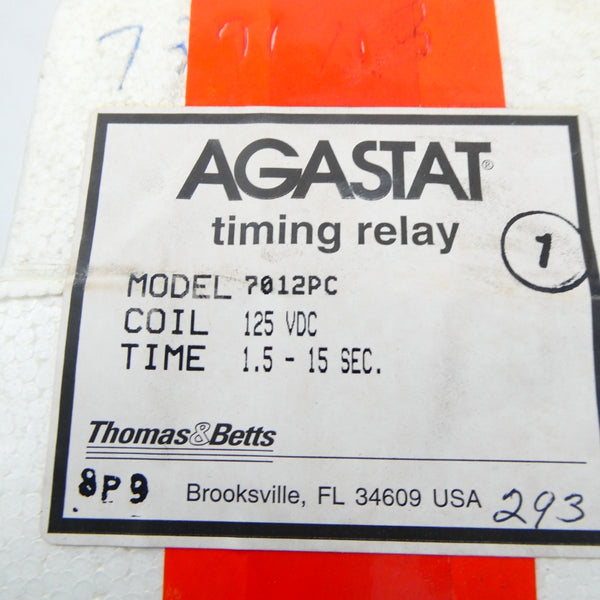 AGASTAT®
timing relay
1
MODEL 7012PC
COIL 125 VDC
TIME 1.5 - 15 SEC.
Thomas&Betts
8P9
Brooksville, FL 34609 USA 293